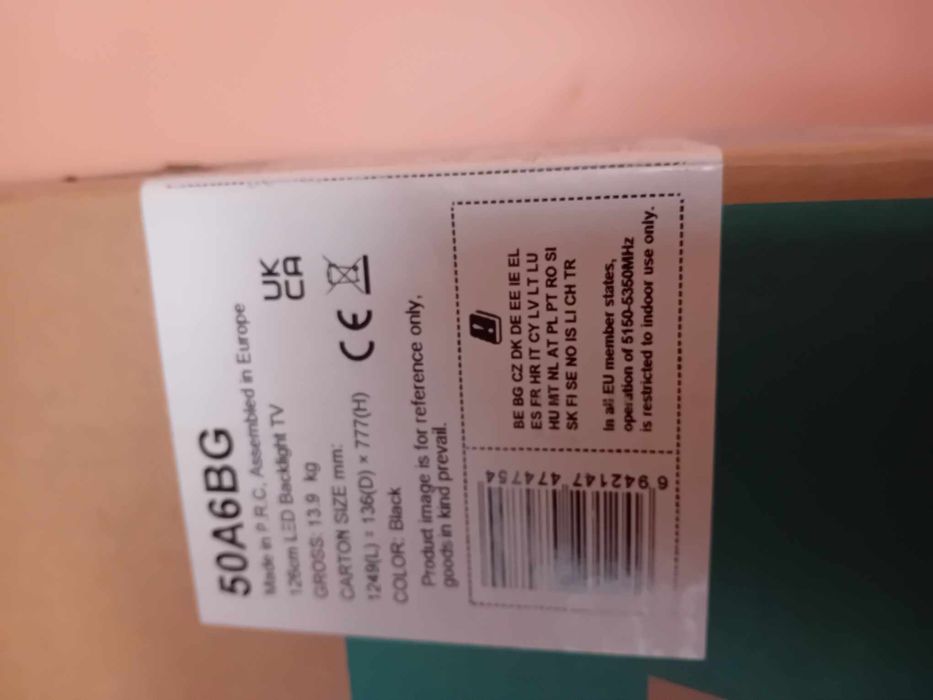 50A6BG
Made in P.R.C, Assembled in Europe
126cm LED Backlight TV
GROSS: 13.9 kg
CARTON SIZE mm:
1249(L) × 136(D) × 777(H)
COLOR: Black
UK
CA
CE
Product image is for reference only,
goods in kind prevail.
6 942147 474754
BE BG CZ DK DE EE IE EL
ES FR HR IT CY LV LT LU
HU MT NL AT PL PT RO SI
SK FI SE NO IS LI CH TR
In all EU member states,
operation of 5150-5350MHz
is restricted to indoor use only.